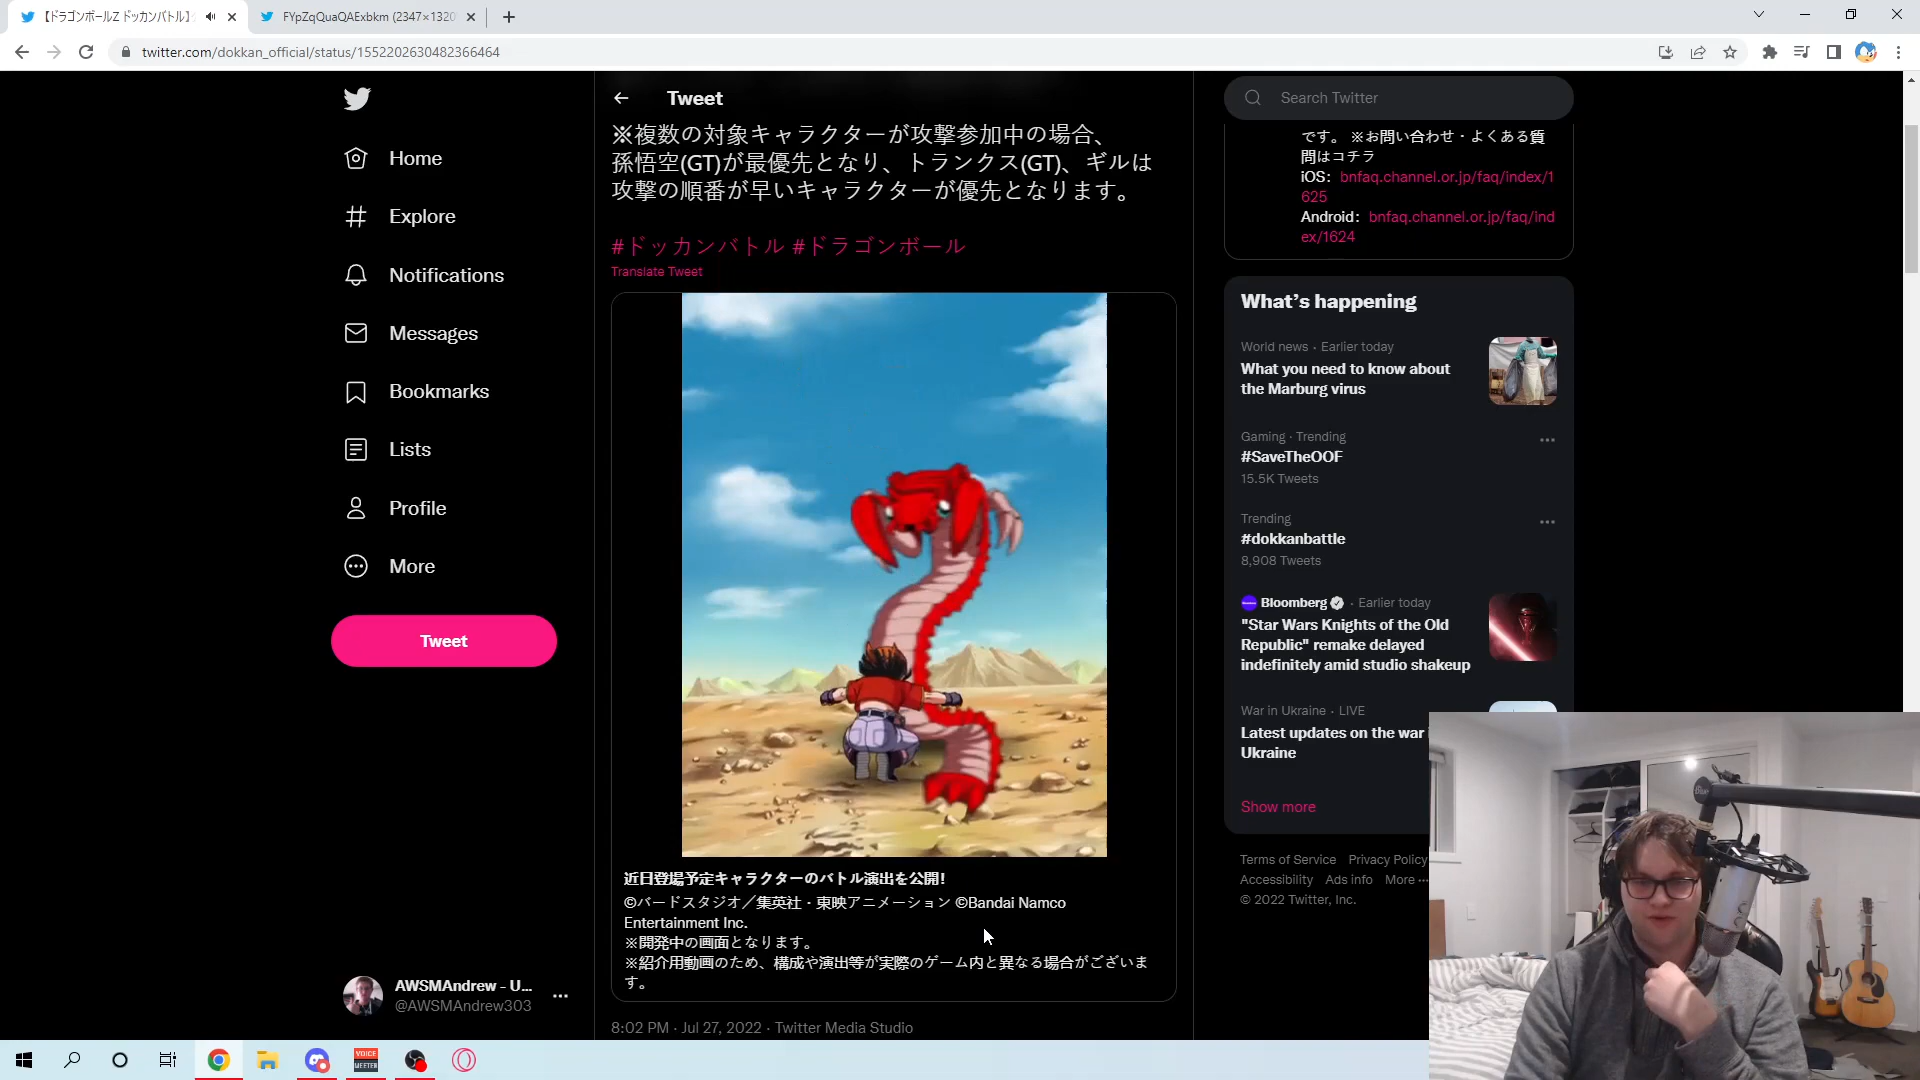 【ドラゴンボールZ ドッカンバトル】
FYpZqQuaQAExbkm (2347×1320
twitter.com/dokkan_official/status/1552202630482366464
Home
Explore
Notifications
Messages
Bookmarks
Lists
Profile
More
Tweet
AWSMAndrew - U...
@AWSMAndrew303
Tweet
※複数の対象キャラクターが攻撃参加中の場合、
孫悟空(GT)が最優先となり、トランクス(GT)、ギルは
攻撃の順番が早いキャラクターが優先となります。
#ドッカンバトル #ドラゴンボール
Translate Tweet
近日登場予定キャラクターのバトル演出を公開!
©バードスタジオ／集英社・東映アニメーション ©Bandai Namco
Entertainment Inc.
※開発中の画面となります。
※紹介用動画のため、構成や演出等が実際のゲーム内と異なる場合がございま
す。
8:02 PM · Jul 27, 2022 · Twitter Media Studio
Search Twitter
です。 ※お問い合わせ・よくある質
問はコチラ
iOS： bnfaq.channel.or.jp/faq/index/1
625
Android： bnfaq.channel.or.jp/faq/ind
ex/1624
What's happening
World news · Earlier today
What you need to know about
the Marburg virus
Gaming · Trending
#SaveTheOOF
15.5K Tweets
Trending
#dokkanbattle
8,908 Tweets
Bloomberg · Earlier today
"Star Wars Knights of the Old
Republic" remake delayed
indefinitely amid studio shakeup
War in Ukraine · LIVE
Latest updates on the war
Ukraine
Show more
Terms of Service Privacy Policy
Accessibility Ads info More ···
© 2022 Twitter, Inc.
VOICE
MEETER